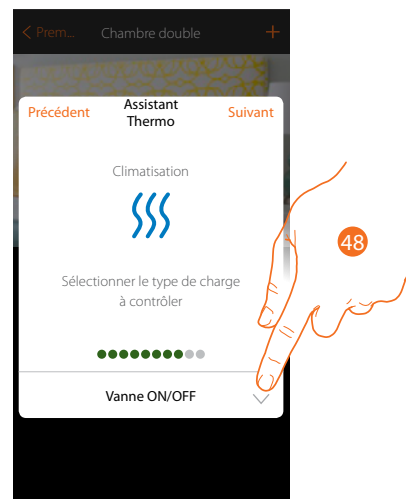 < Prem... Chambre double +
Précédent Assistant Thermo Suivant
Climatisation
Sélectionner le type de charge
à contrôler
48
Vanne ON/OFF